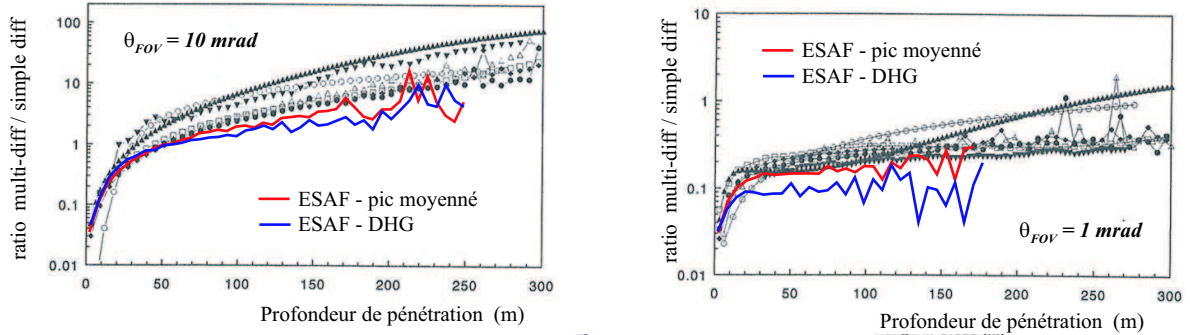 ratio multi-diff / simple diff
100
10
1
0.1
0.01
θFOV = 10 mrad
ESAF - pic moyenné
ESAF - DHG
0 50 100 150 200 250 300
Profondeur de pénétration (m)
ratio multi-diff / simple diff
10
1
0.1
0.01
ESAF - pic moyenné
ESAF - DHG
θFOV = 1 mrad
0 50 100 150 200 250 300
Profondeur de pénétration (m)